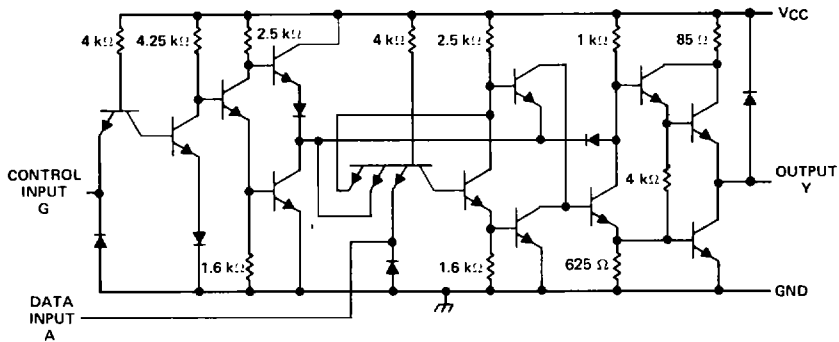 VCC
4 kΩ
4.25 kΩ
2.5 kΩ
4 kΩ
2.5 kΩ
1 kΩ
85 Ω
CONTROL
INPUT
G
4 kΩ
OUTPUT
Y
1.6 kΩ
1.6 kΩ
625 Ω
GND
DATA
INPUT
A